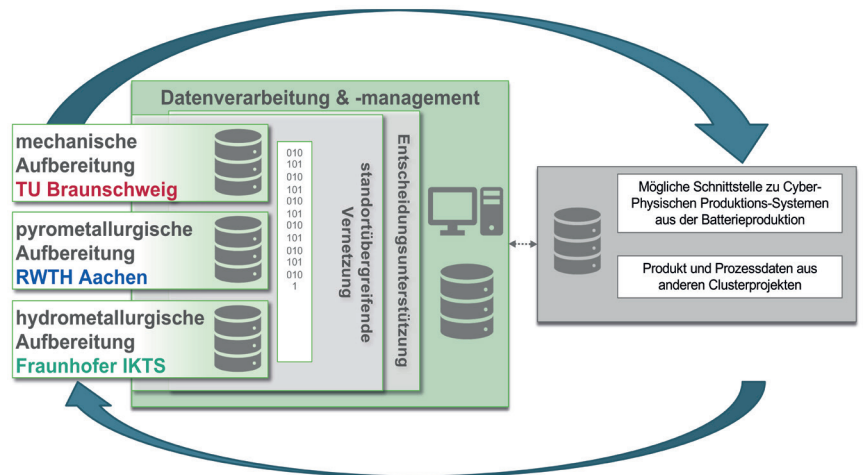 Datenverarbeitung & -management
mechanische
Aufbereitung
TU Braunschweig
pyrometallurgische
Aufbereitung
RWTH Aachen
hydrometallurgische
Aufbereitung
Fraunhofer IKTS
010
101
010
101
010
101
010
101
010
101
010
1
standortübergreifende
Vernetzung
Entscheidungsunterstützung
Mögliche Schnittstelle zu Cyber-
Physischen Produktions-Systemen
aus der Batterieproduktion
Produkt und Prozessdaten aus
anderen Clusterprojekten